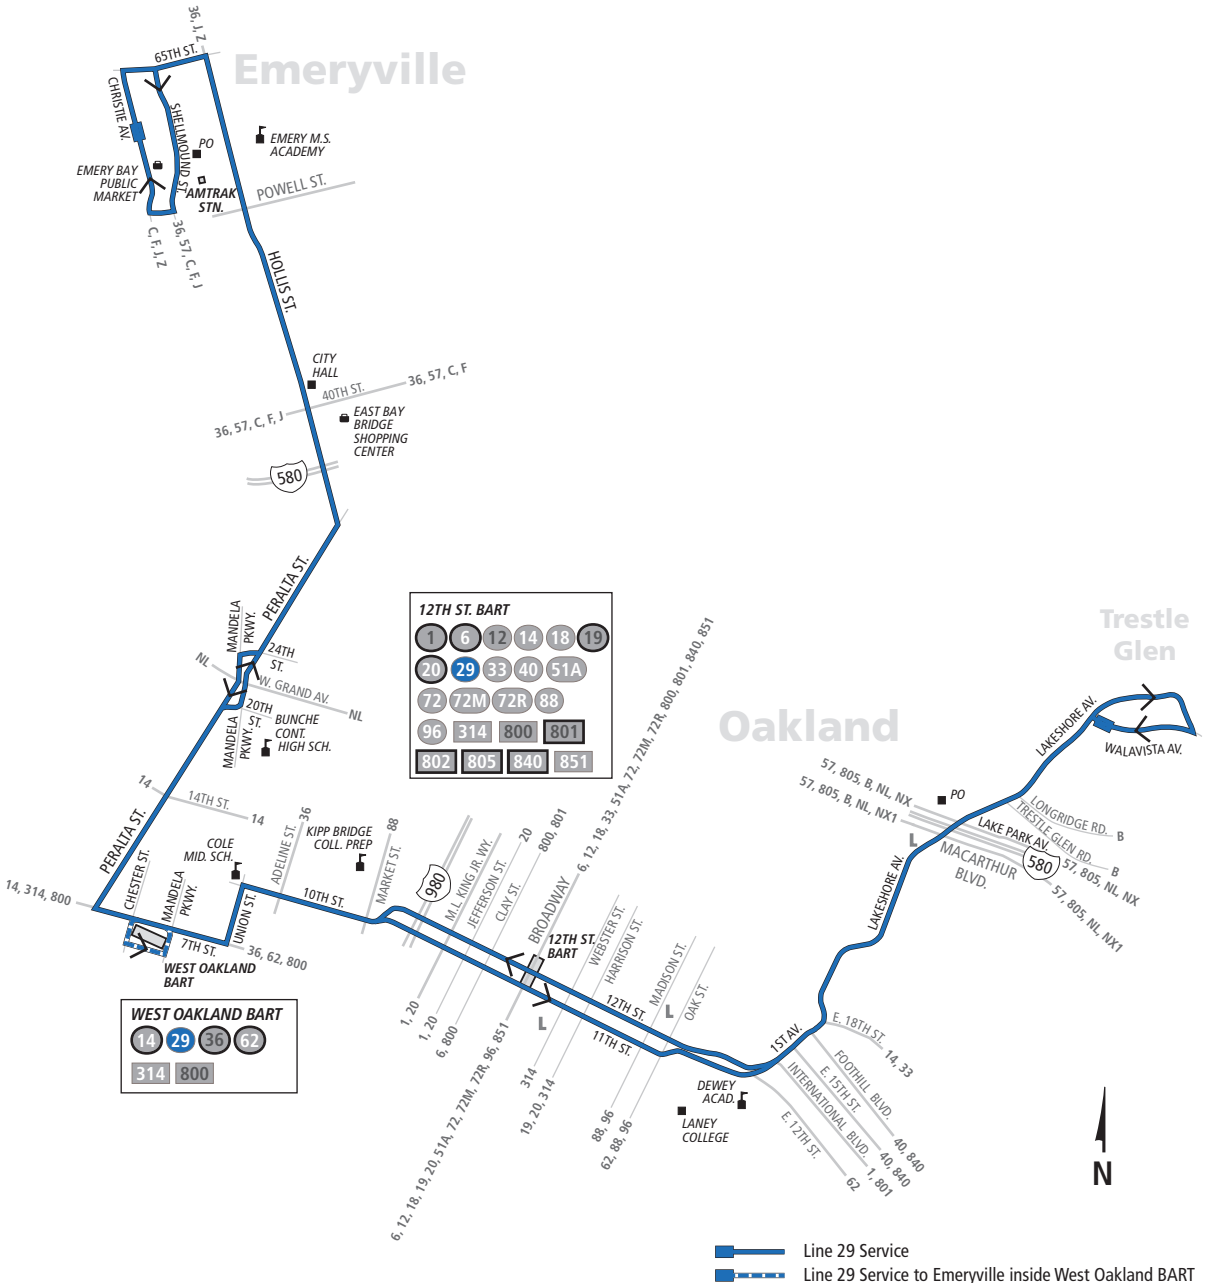 36, J, Z
65TH ST.
Emeryville
CHRISTIE AV.
SHELLMOUND ST.
PO
EMERY M.S.
ACADEMY
EMERY BAY
PUBLIC
MARKET
AMTRAK
STN.
POWELL ST.
C, F, J, Z
36, 57, C, F, J
HOLLIS ST.
CITY
HALL
40TH ST.
36, 57, C, F
36, 57, C, F, J
EAST BAY
BRIDGE
SHOPPING
CENTER
580
PERALTA ST.
MANDELA
PKWY.
24TH
ST.
NL
W. GRAND AV.
NL
20TH
ST.
MANDELA
PKWY.
BUNCHE
CONT.
HIGH SCH.
12TH ST. BART
1 6 12 14 18 19
20 29 33 40 51A
72 72M 72R 88
96 314 800 801
802 805 840 851
6, 12, 18, 33, 51A, 72, 72M, 72R, 800, 801, 840, 851
Oakland
Trestle
Glen
LAKESHORE AV.
WALAVISTA AV.
57, 805, B, NL, NX
57, 805, B, NL, NX1
PO
LONGRIDGE RD.
B
TRESTLE GLEN RD.
B
LAKE PARK AV.
580
57, 805, NL, NX
MACARTHUR
BLVD.
57, 805, NL, NX1
L
LAKESHORE AV.
14
14TH ST.
14
PERALTA ST.
CHESTER ST.
MANDELA
PKWY.
COLE
MID. SCH.
ADELINE ST.
36
KIPP BRIDGE
COLL. PREP
88
MARKET ST.
10TH ST.
980
M.L. KING JR. WY.
JEFFERSON ST.
20
CLAY ST.
800, 801
BROADWAY
12TH ST.
BART
WEBSTER ST.
HARRISON ST.
MADISON ST.
OAK ST.
14, 314, 800
7TH ST.
UNION ST.
36, 62, 800
WEST OAKLAND
BART
WEST OAKLAND BART
14 29 36 62
314 800
1, 20
1, 20
6, 800
6, 12, 18, 19, 20, 51A, 72, 72M, 72R, 96, 851
L
12TH ST.
11TH ST.
L
314
19, 20, 314
88, 96
62, 88, 96
1ST AV.
E. 18TH ST.
14, 33
FOOTHILL BLVD.
40, 840
E. 15TH ST.
40, 840
INTERNATIONAL BLVD.
1, 801
E. 12TH ST.
62
DEWEY
ACAD.
LANEY
COLLEGE
N
Line 29 Service
Line 29 Service to Emeryville inside West Oakland BART